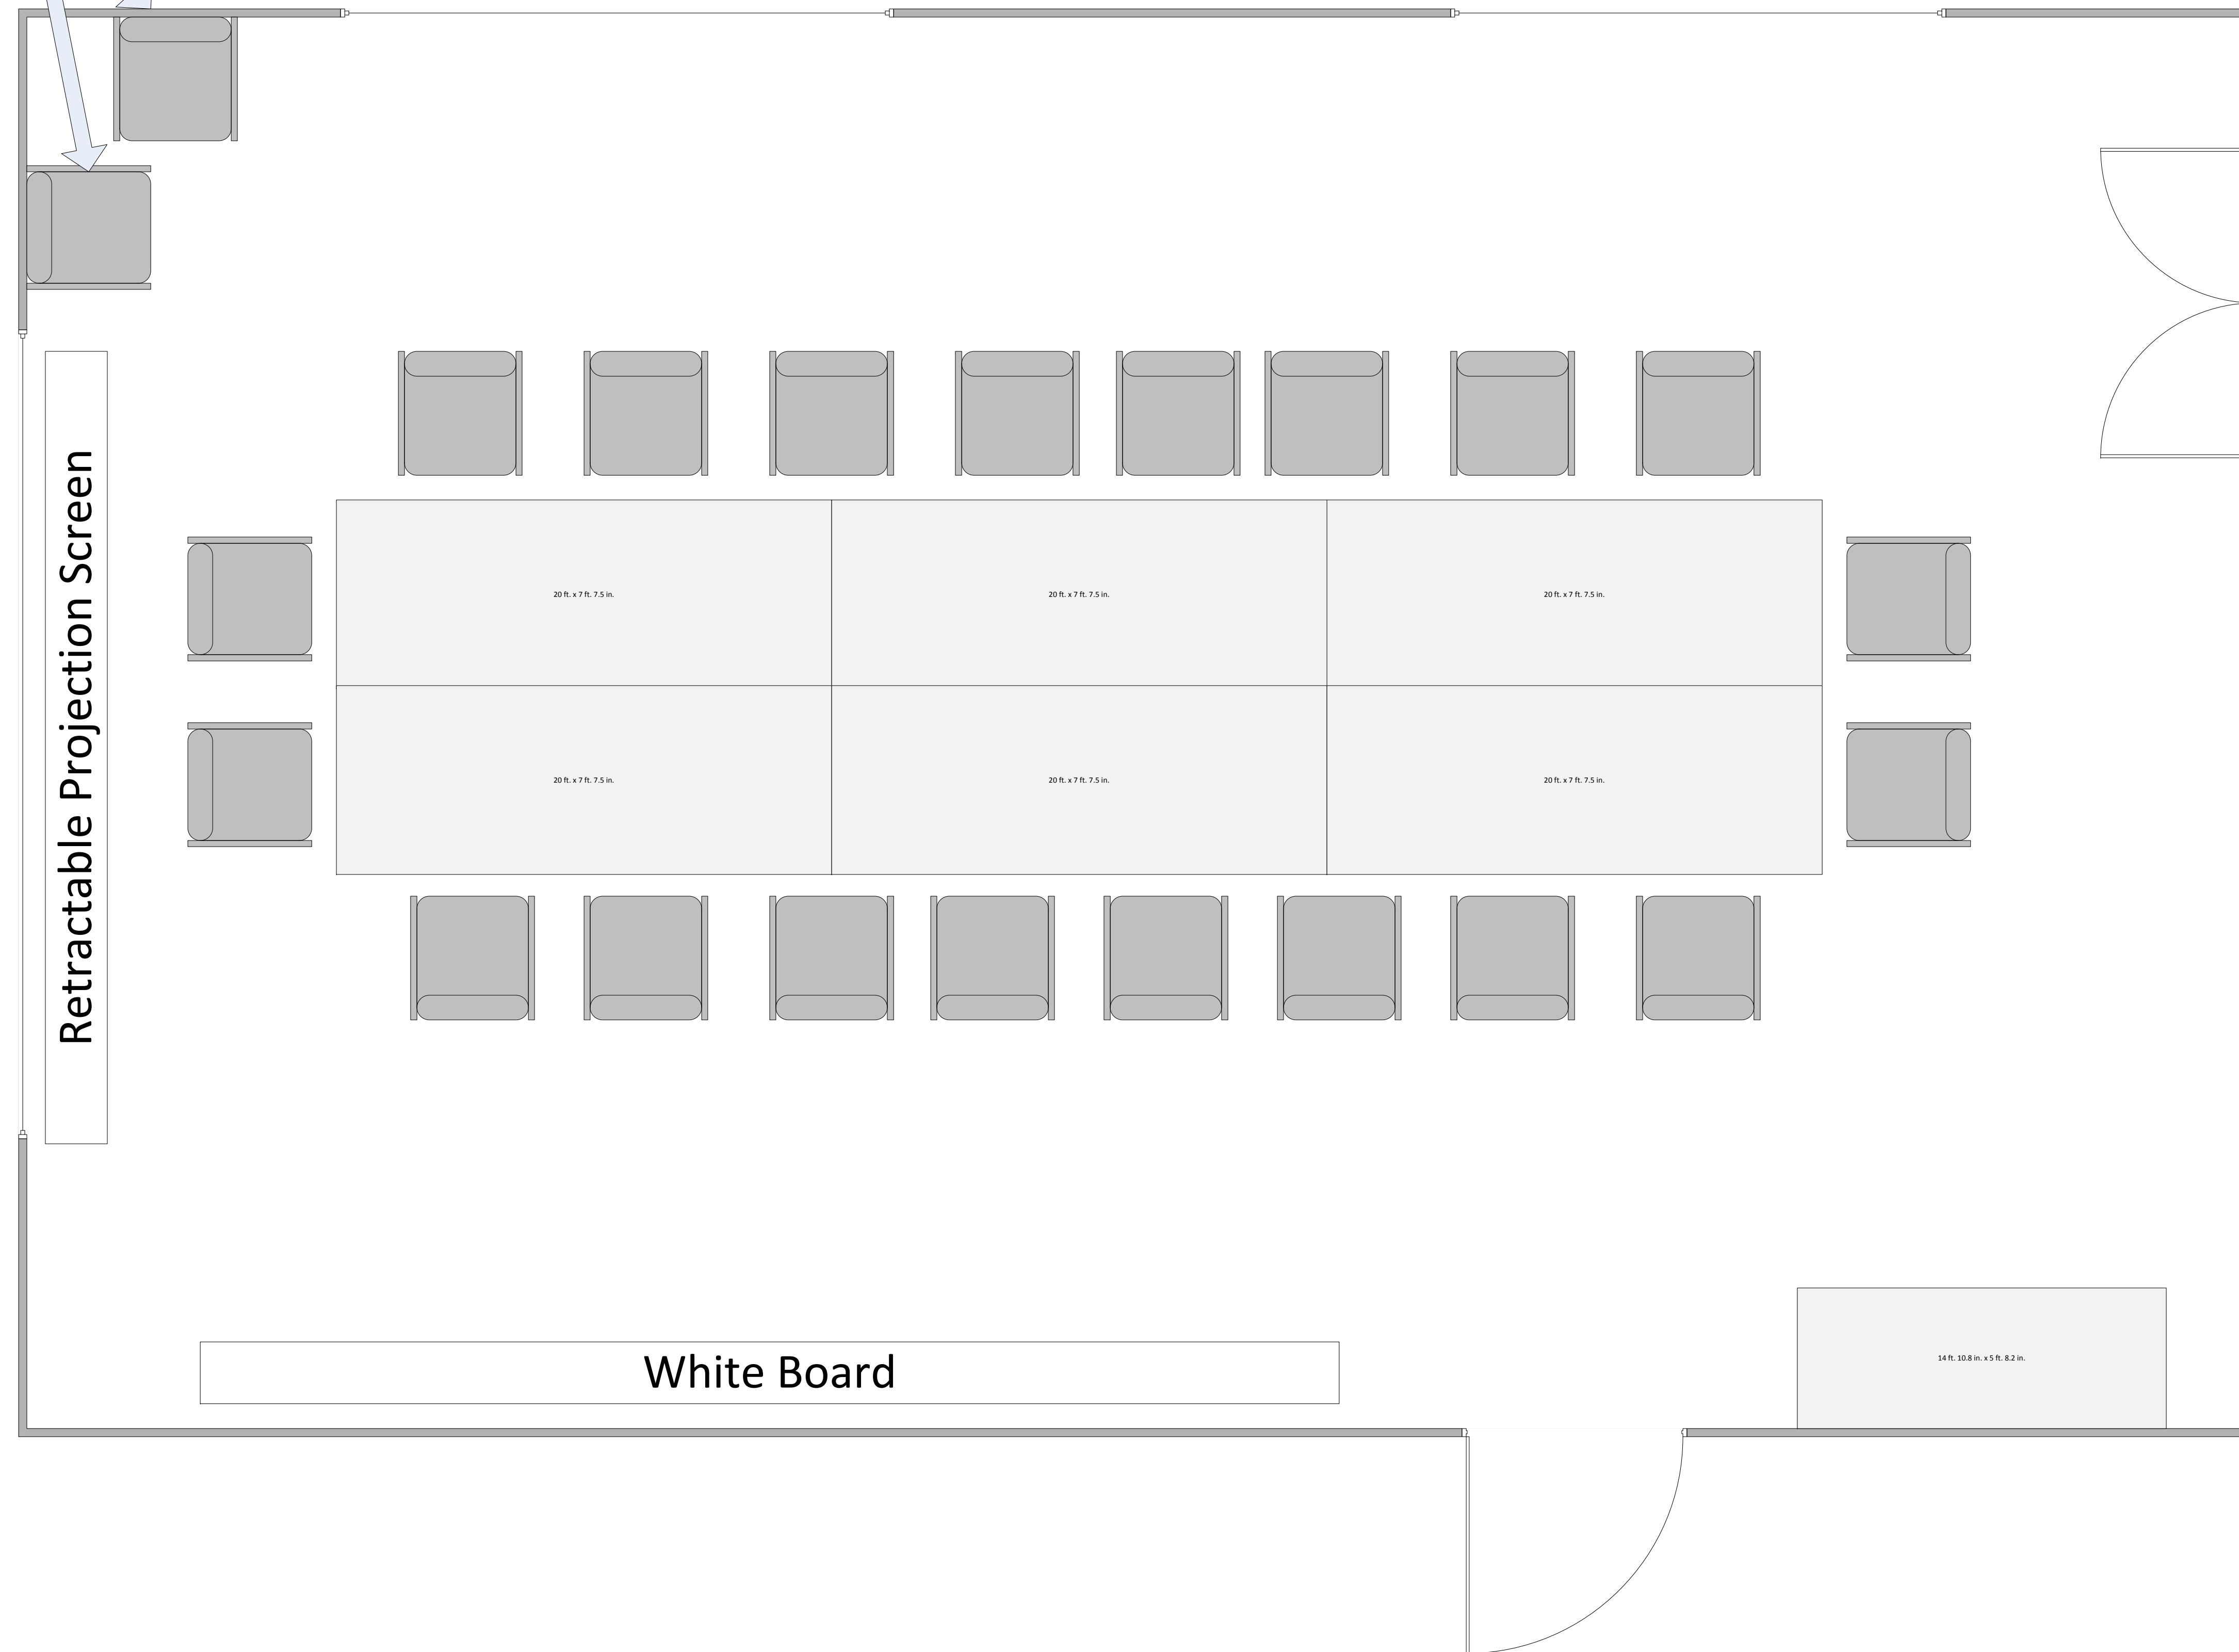 Retractable Projection Screen
20 ft. x 7 ft. 7.5 in.
20 ft. x 7 ft. 7.5 in.
20 ft. x 7 ft. 7.5 in.
20 ft. x 7 ft. 7.5 in.
20 ft. x 7 ft. 7.5 in.
20 ft. x 7 ft. 7.5 in.
White Board
14 ft. 10.8 in. x 5 ft. 8.2 in.